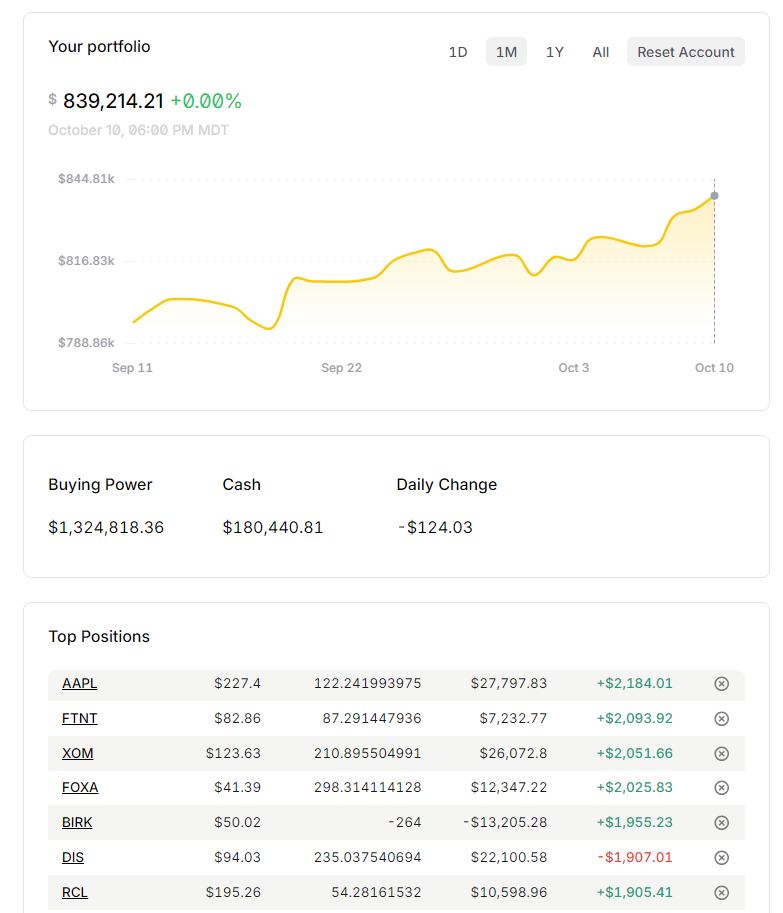 Your portfolio 1D 1M 1Y All Reset Account
$ 839,214.21 +0.00%
October 10, 06:00 PM MDT
$844.81k
$816.83k
$788.86k
Sep 11 Sep 22 Oct 3 Oct 10
Buying Power Cash Daily Change
$1,324,818.36 $180,440.81 -$124.03
Top Positions
AAPL $227.4 122.241993975 $27,797.83 +$2,184.01
FTNT $82.86 87.291447936 $7,232.77 +$2,093.92
XOM $123.63 210.895504991 $26,072.8 +$2,051.66
FOXA $41.39 298.314114128 $12,347.22 +$2,025.83
BIRK $50.02 -264 -$13,205.28 +$1,955.23
DIS $94.03 235.037540694 $22,100.58 -$1,907.01
RCL $195.26 54.28161532 $10,598.96 +$1,905.41